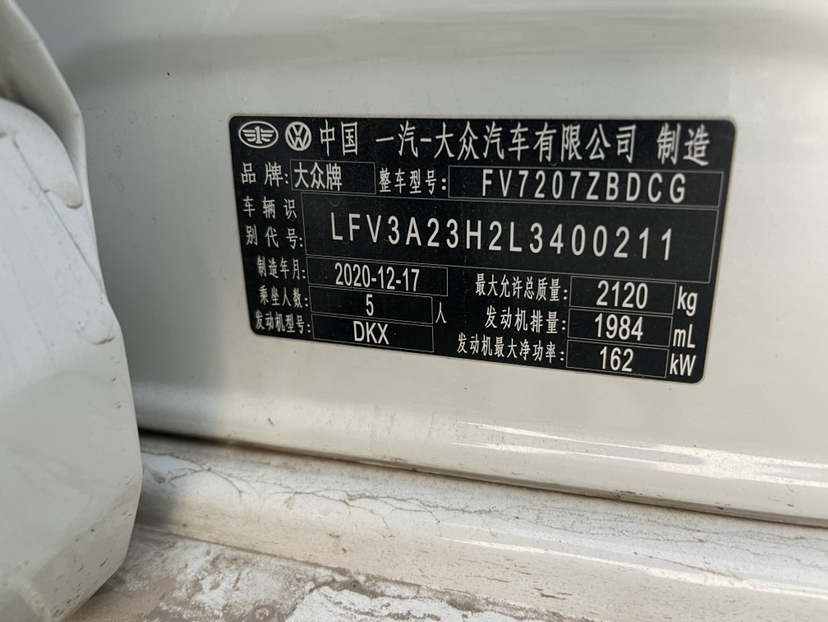 中国 一汽-大众汽车有限公司 制造
品牌: 大众牌 整车型号: FV7207ZBDCG
车辆识别代号: LFV3A23H2L3400211
制造年月: 2020-12-17 最大允许总质量: 2120 kg
乘坐人数: 5 人 发动机排量: 1984 mL
发动机型号: DKX 发动机最大净功率: 162 kW